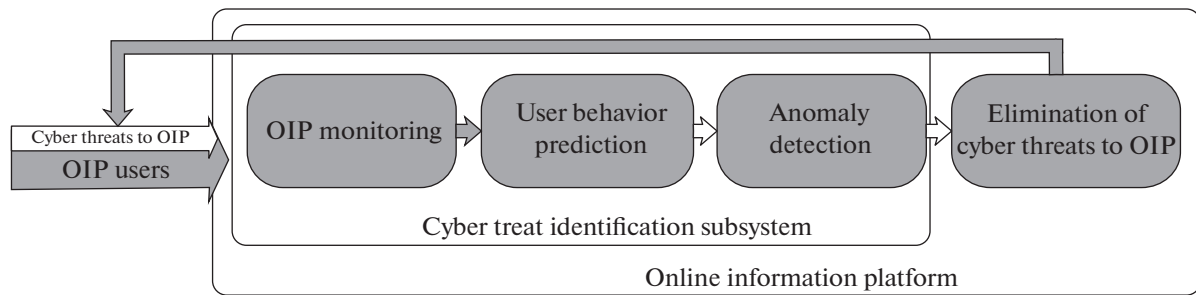 Cyber threats to OIP
OIP users
OIP monitoring
User behavior
prediction
Anomaly
detection
Elimination of
cyber threats to OIP
Cyber treat identification subsystem
Online information platform